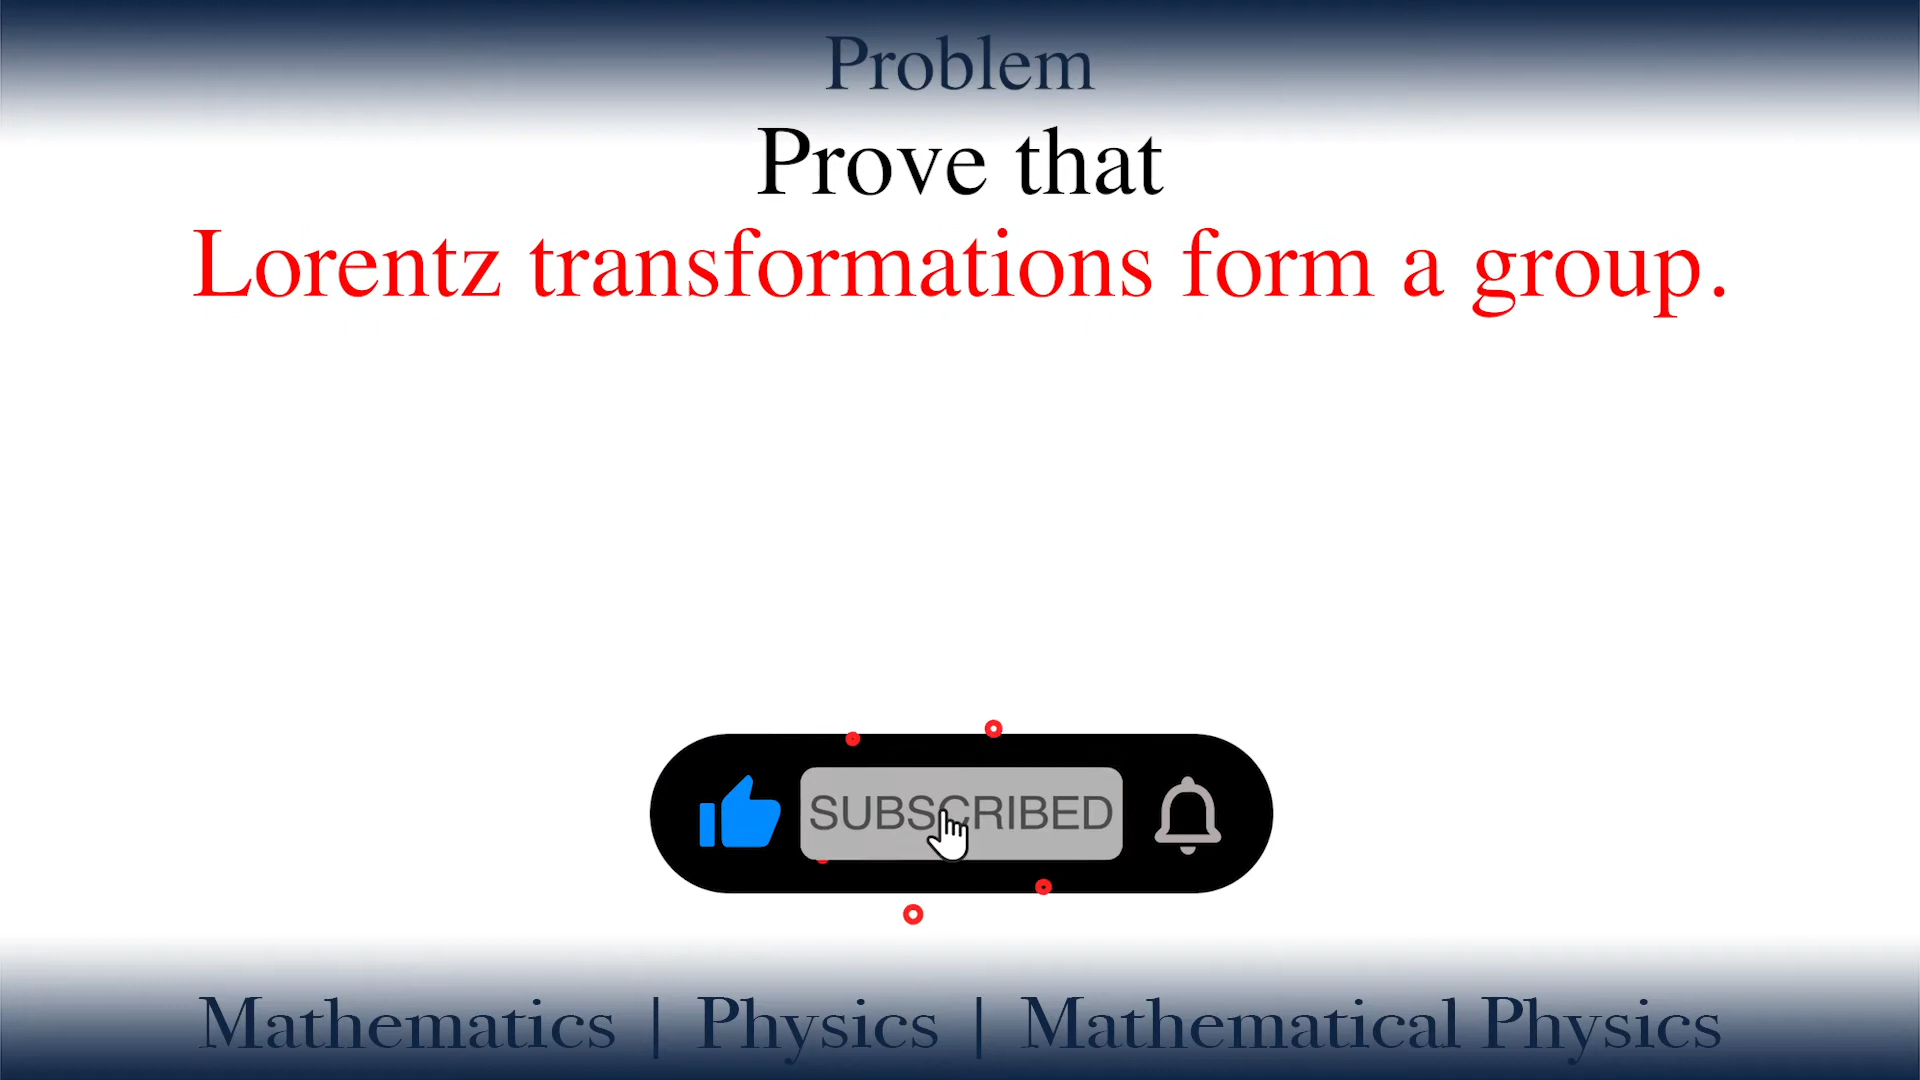 Problem
Prove that
Lorentz transformations form a group.
SUBSCRIBED
Mathematics | Physics | Mathematical Physics